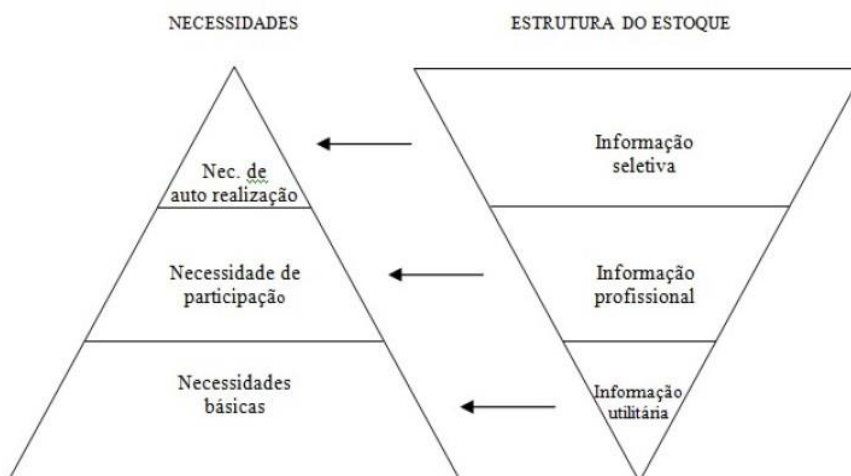 NECESSIDADES
ESTRUTURA DO ESTOQUE
Nec. de
auto realização
Necessidade de
participação
Necessidades
básicas
Informação
seletiva
Informação
profissional
Informação
utilitária